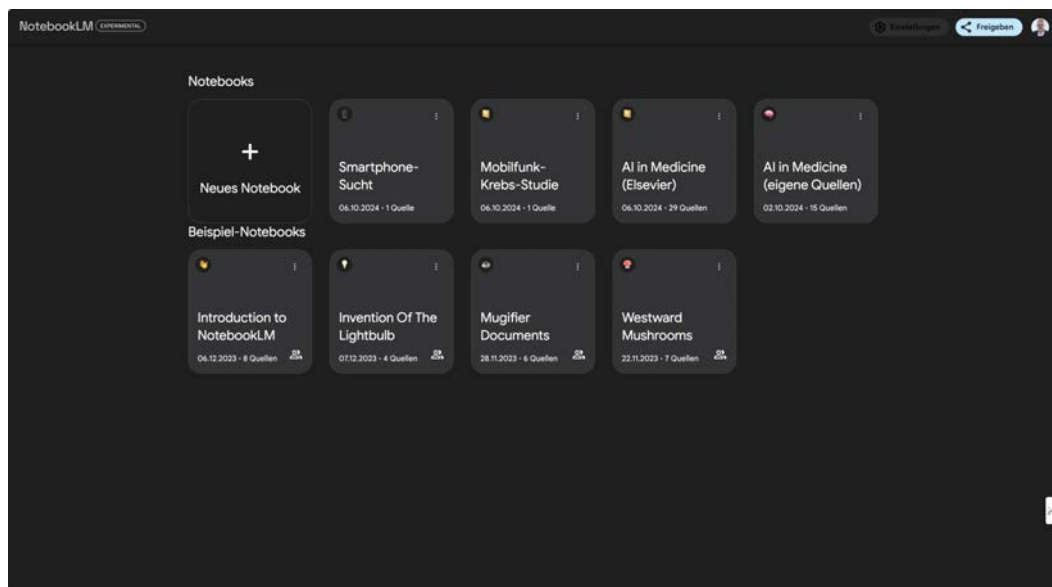 NotebookLM EXPERIMENTAL
Einstellungen
Freigeben
Notebooks
Neues Notebook
Smartphone-
Sucht
06.10.2024 · 1 Quelle
Mobilfunk-
Krebs-Studie
06.10.2024 · 1 Quelle
AI in Medicine
(Elsevier)
06.10.2024 · 29 Quellen
AI in Medicine
(eigene Quellen)
02.10.2024 · 15 Quellen
Beispiel-Notebooks
Introduction to
NotebookLM
06.12.2023 · 8 Quellen
Invention Of The
Lightbulb
07.12.2023 · 4 Quellen
Mugifier
Documents
28.11.2023 · 6 Quellen
Westward
Mushrooms
22.11.2023 · 7 Quellen